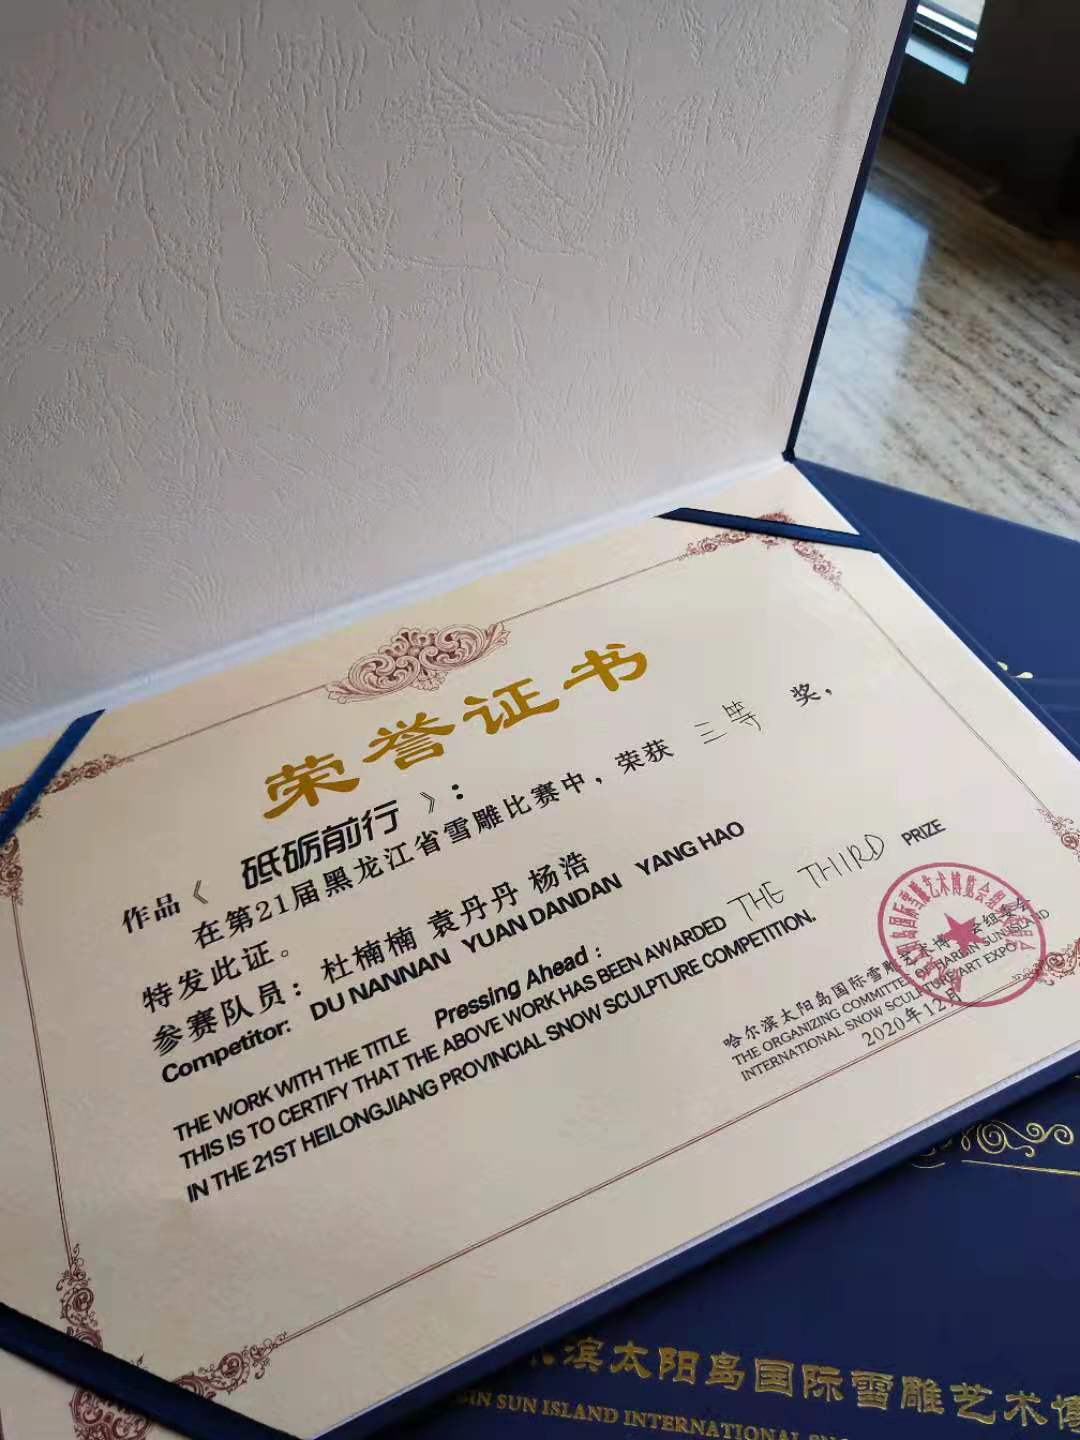 荣誉证书
作品《 砥砺前行 》：
在第21届黑龙江省雪雕比赛中，荣获 三等 奖，
特发此证。
参赛队员：杜楠楠 袁丹丹 杨浩
Competitor: DU NANNAN YUAN DANDAN YANG HAO
THE WORK WITH THE TITLE Pressing Ahead :
THIS IS TO CERTIFY THAT THE ABOVE WORK HAS BEEN AWARDED THE THIRD PRIZE
IN THE 21ST HEILONGJIANG PROVINCIAL SNOW SCULPTURE COMPETITION.
哈尔滨太阳岛国际雪雕艺术博览会组委会
THE ORGANIZING COMMITTEE OF HARBIN SUN ISLAND
INTERNATIONAL SNOW SCULPTURE ART EXPO
2020年12月
滨太阳岛国际雪雕艺术博
SUN ISLAND INTERNATIONAL